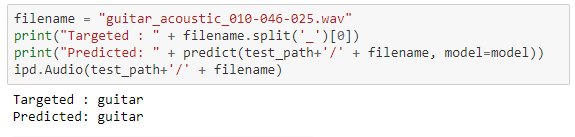 filename = "guitar_acoustic_010-046-025.wav"
print("Targeted : " + filename.split('_')[0])
print("Predicted: " + predict(test_path+'/' + filename, model=model))
ipd.Audio(test_path+'/' + filename)
Targeted : guitar
Predicted: guitar